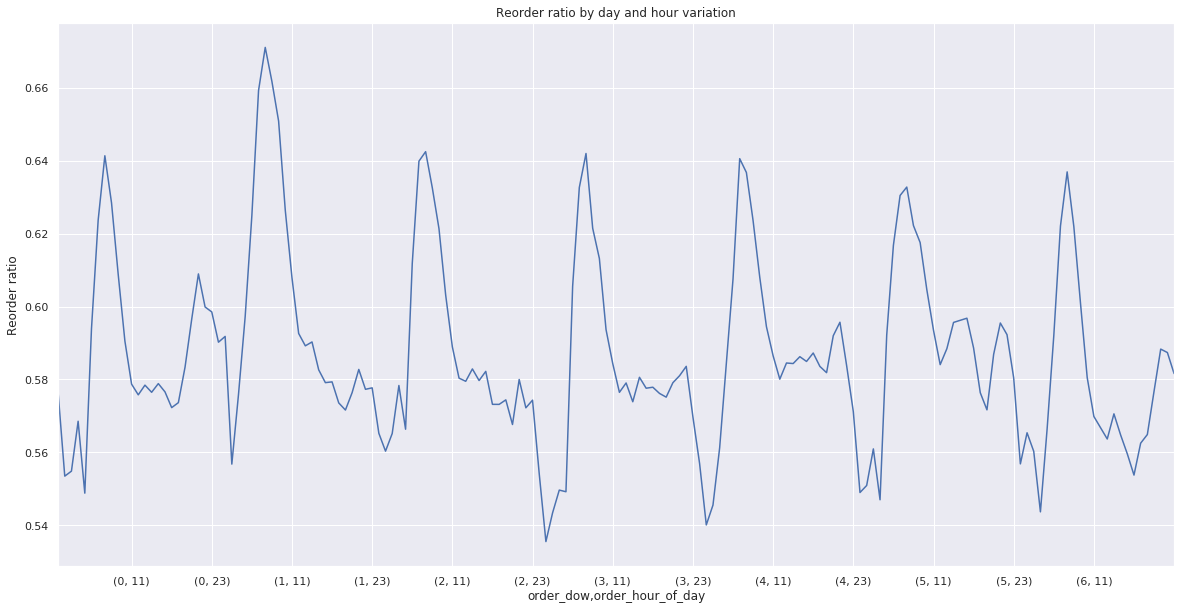 Reorder ratio by day and hour variation
Reorder ratio
0.66
0.64
0.62
0.60
0.58
0.56
0.54
(0, 11) (0, 23) (1, 11) (1, 23) (2, 11) (2, 23) (3, 11) (3, 23) (4, 11) (4, 23) (5, 11) (5, 23) (6, 11)
order_dow,order_hour_of_day